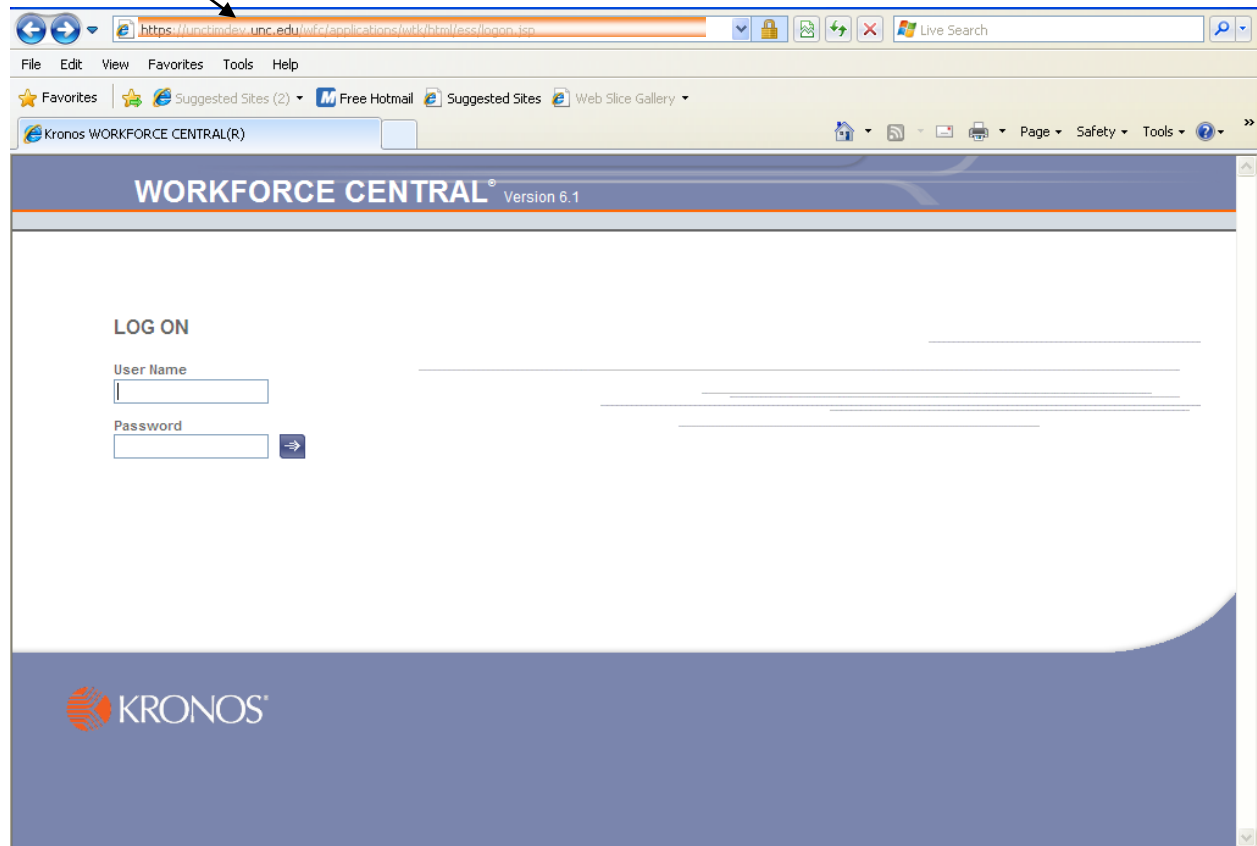 https://unctimdev.unc.edu/wfc/applications/wtk/html/ess/logon.jsp Live Search
File Edit View Favorites Tools Help
Favorites Suggested Sites (2) Free Hotmail Suggested Sites Web Slice Gallery
Kronos WORKFORCE CENTRAL(R) Page Safety Tools »
WORKFORCE CENTRAL® Version 6.1
LOG ON
User Name
Password
KRONOS®